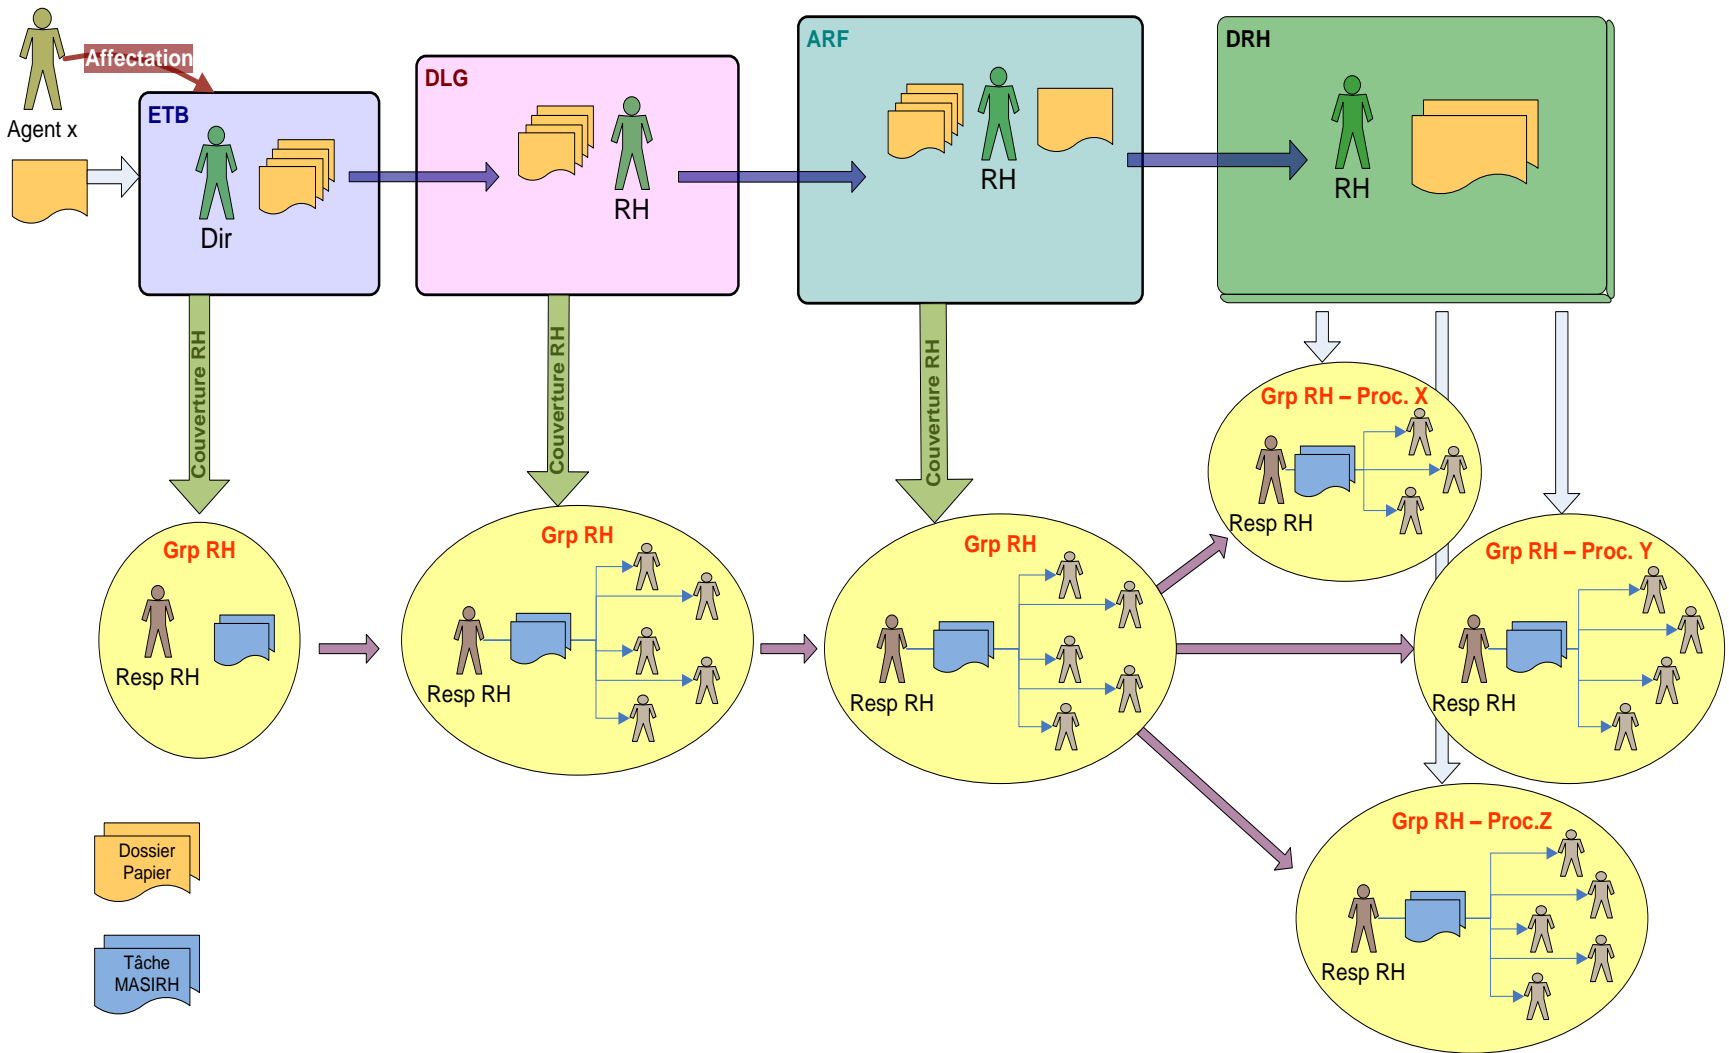 Affectation
Agent x
ETB
Dir
DLG
RH
ARF
RH
DRH
RH
Couverture RH
Couverture RH
Couverture RH
Grp RH
Resp RH
Grp RH
Resp RH
Grp RH
Resp RH
Grp RH – Proc. X
Resp RH
Grp RH – Proc. Y
Resp RH
Grp RH – Proc.Z
Resp RH
Dossier
Papier
Tâche
MASIRH